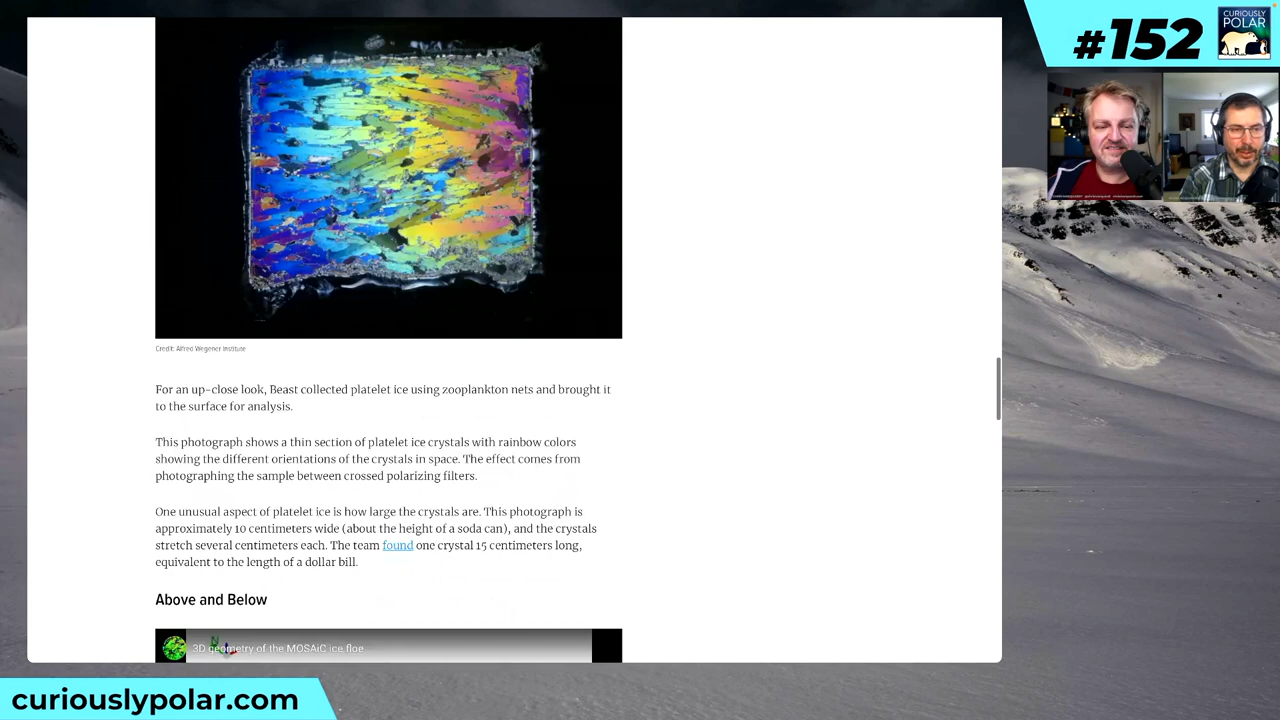 #152
CURIOUSLY
POLAR
Credit: Alfred Wegener Institute
For an up-close look, Beast collected platelet ice using zooplankton nets and brought it
to the surface for analysis.
This photograph shows a thin section of platelet ice crystals with rainbow colors
showing the different orientations of the crystals in space. The effect comes from
photographing the sample between crossed polarizing filters.
One unusual aspect of platelet ice is how large the crystals are. This photograph is
approximately 10 centimeters wide (about the height of a soda can), and the crystals
stretch several centimeters each. The team found one crystal 15 centimeters long,
equivalent to the length of a dollar bill.
Above and Below
3D geometry of the MOSAiC ice floe
curiouslypolar.com